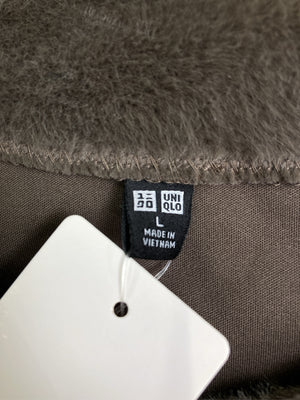 ユニ UNI
クロ QLO
L
MADE IN
VIETNAM